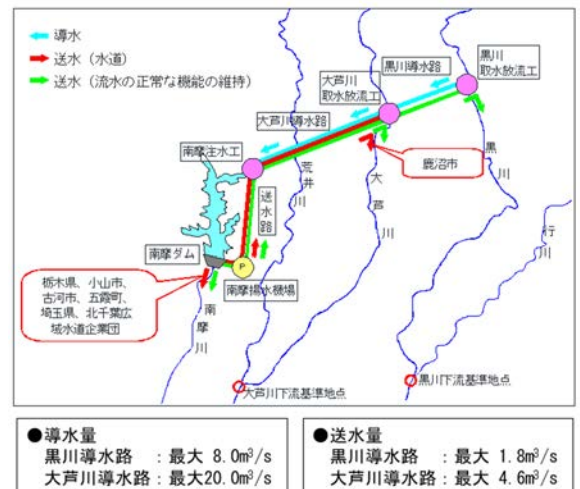 導水
送水（水道）
送水（流水の正常な機能の維持）
黒川
取水放流工
黒川導水路
大芦川
取水放流工
大芦川導水路
南摩注水工
鹿沼市
荒井川
大芦川
黒川
行川
送水路
南摩ダム
P
南摩揚水機場
栃木県、小山市、
古河市、五霞町、
埼玉県、北千葉広
域水道企業団
南摩川
大芦川下流基準地点
黒川下流基準地点
●導水量
黒川導水路　：最大 8.0m³/s
大芦川導水路：最大20.0m³/s
●送水量
黒川導水路　：最大 1.8m³/s
大芦川導水路：最大 4.6m³/s